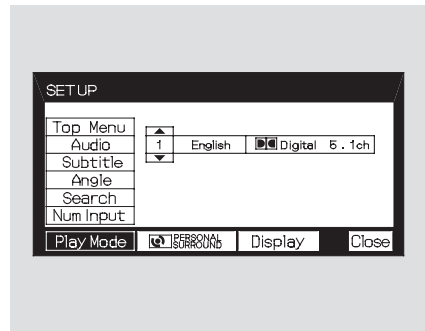 SETUP
Top Menu
Audio
Subtitle
Angle
Search
Num Input
1 English Digital 5.1ch
Play Mode PERSONAL SURROUND Display Close